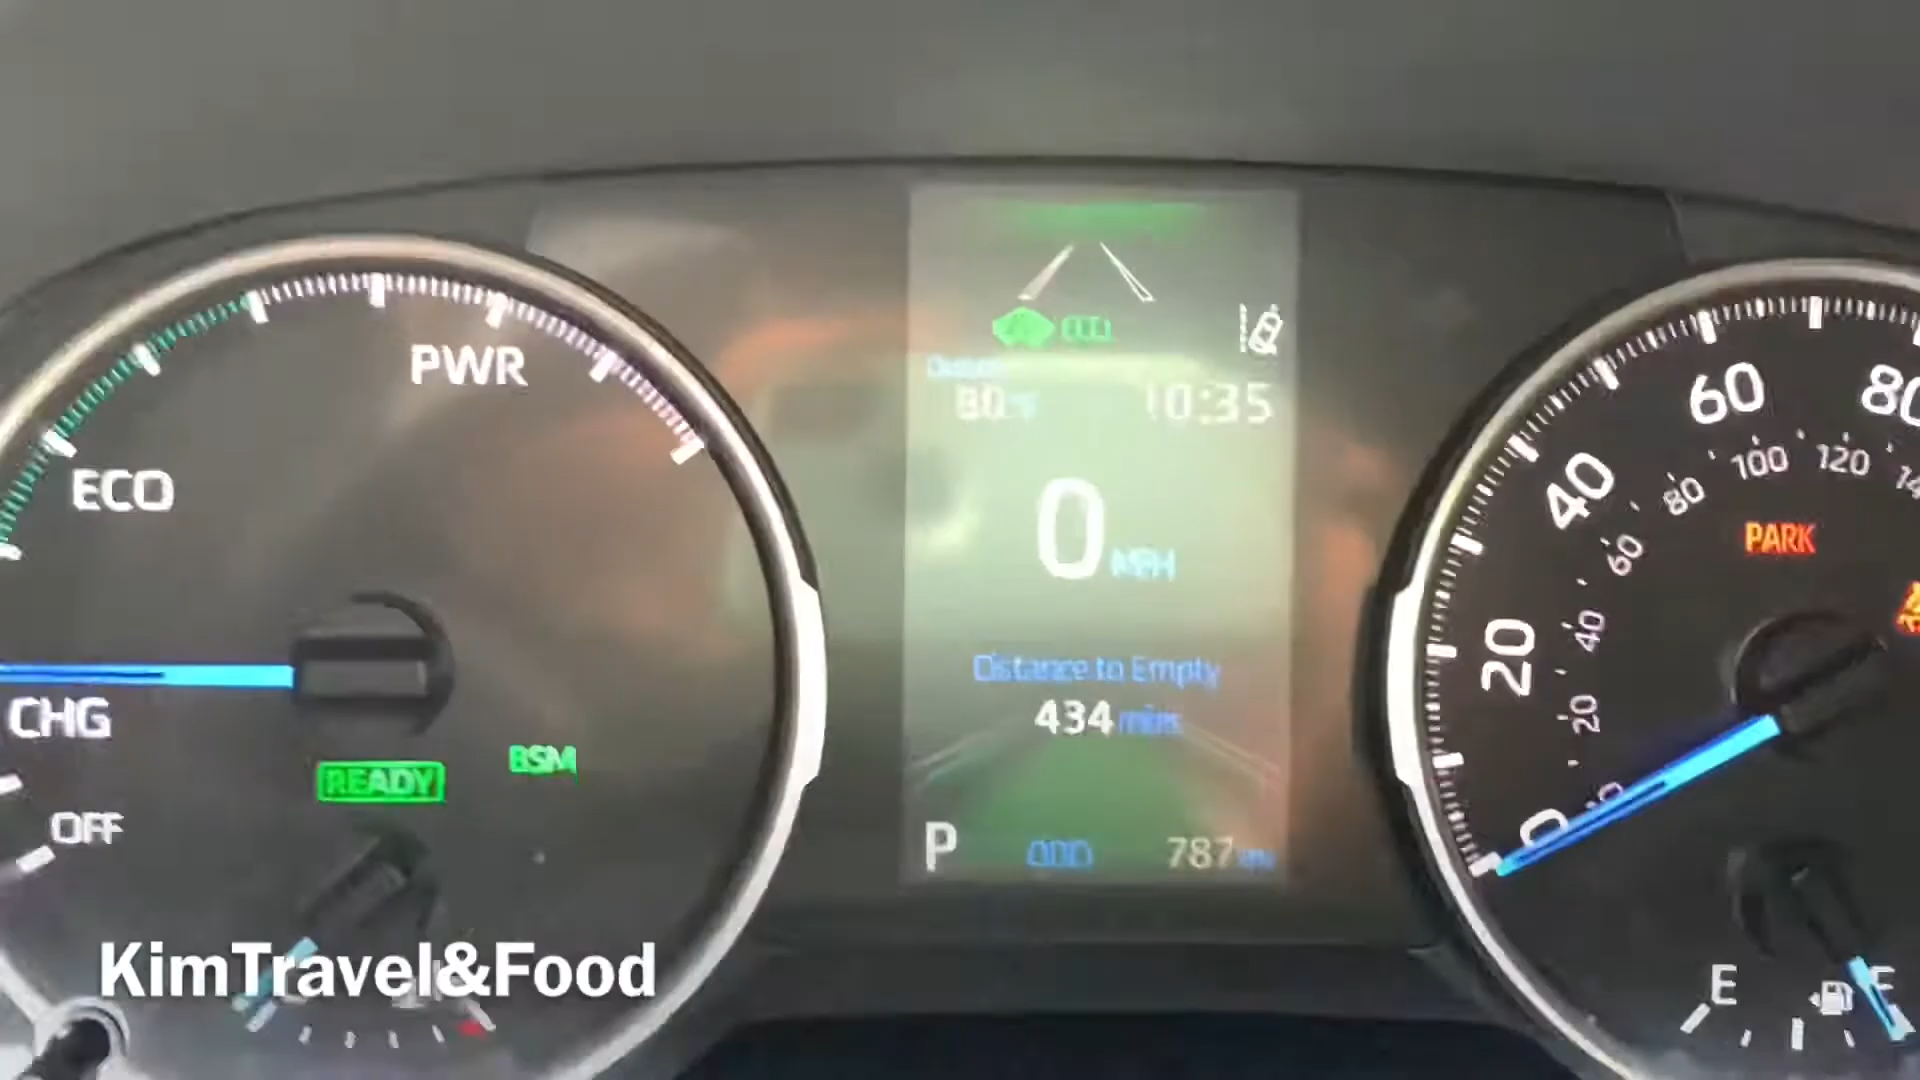 PWR
ECO
CHG
OFF
READY
BSM
80°F
10:35
0 MPH
Distance to Empty
434 miles
P ODO 787
0
20
40
60
80
20
40
60
80
100
120
PARK
E
F
KimTravel&Food